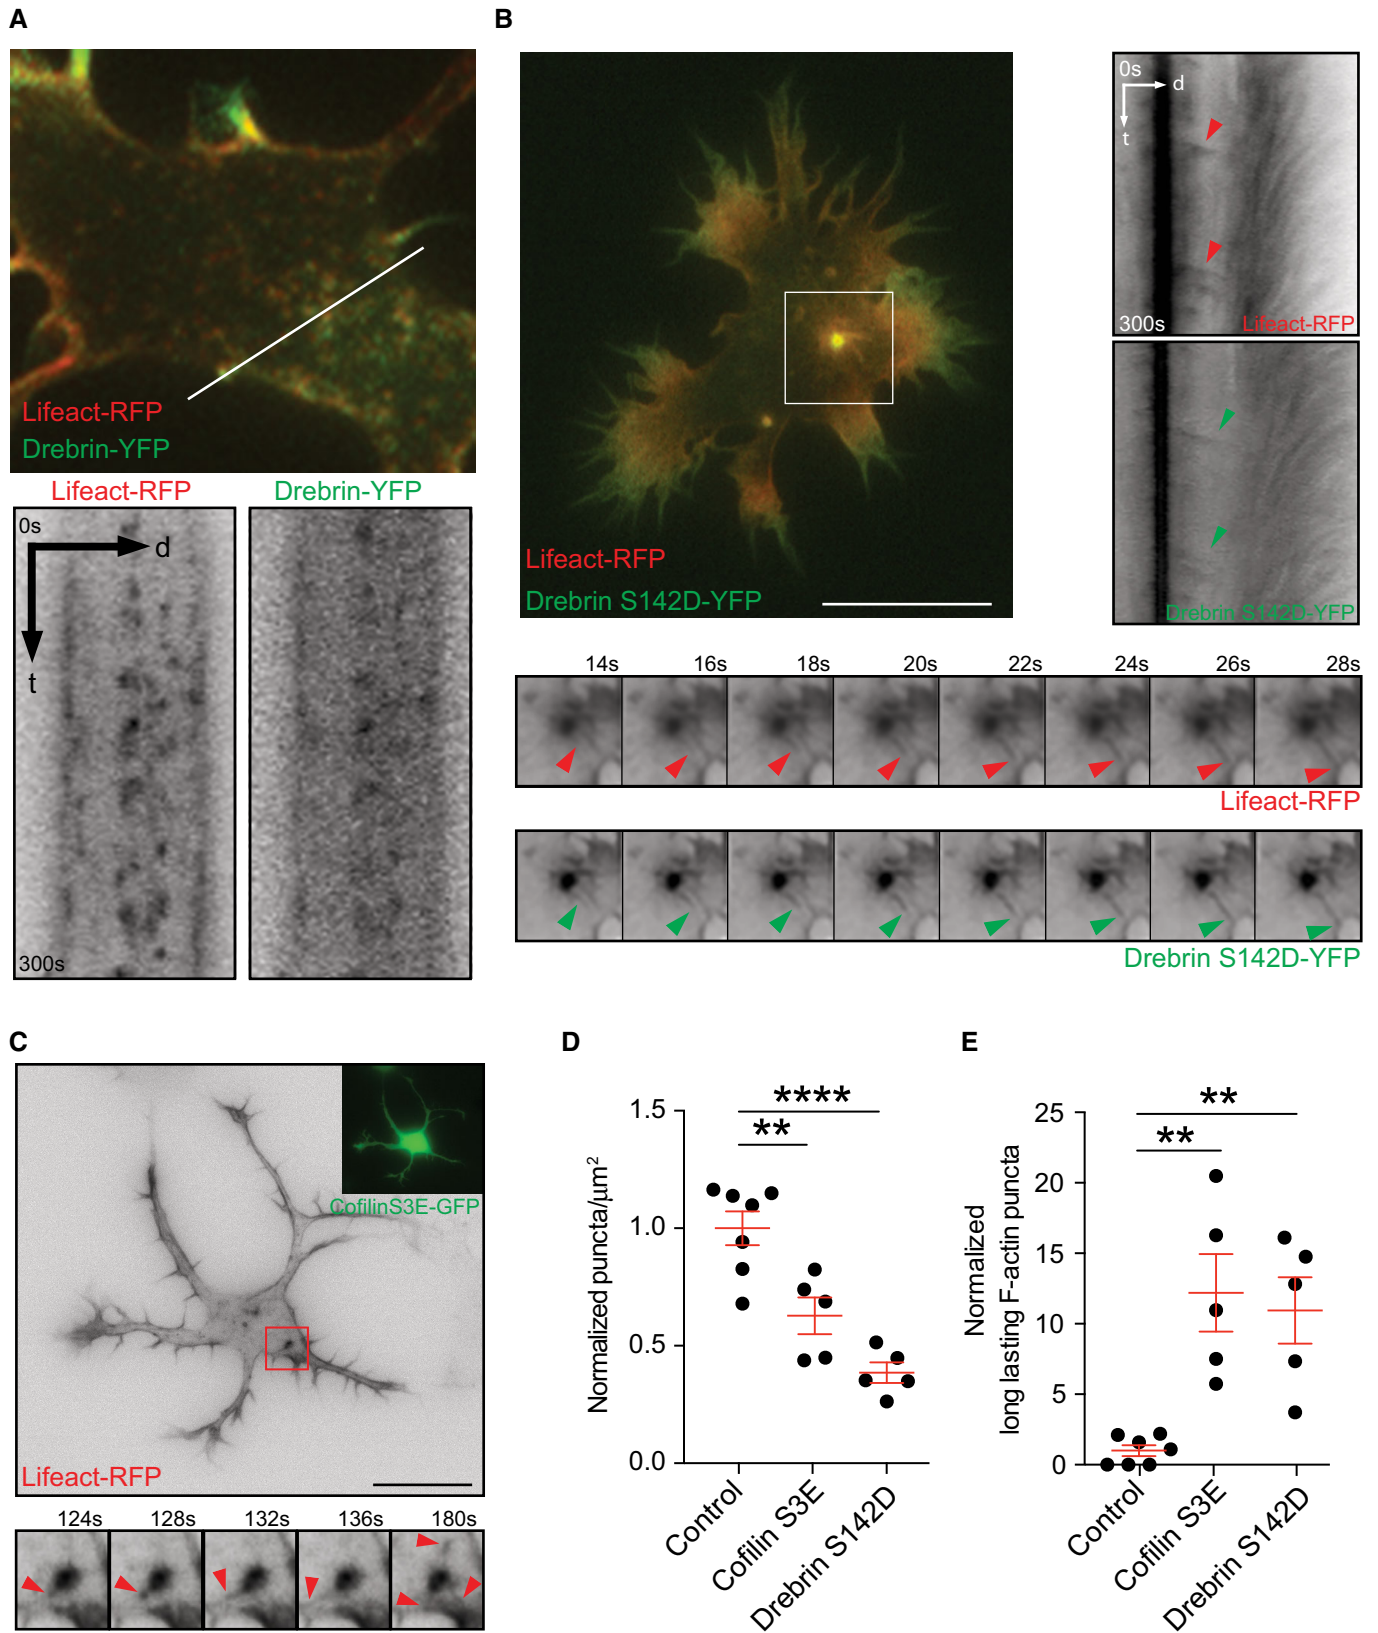 A
B
Lifeact-RFP
Drebrin-YFP
Lifeact-RFP Drebrin-YFP
0s
d
t
300s
Lifeact-RFP
Drebrin S142D-YFP
0s
d
t
300s
Lifeact-RFP
Drebrin S142D-YFP
14s 16s 18s 20s 22s 24s 26s 28s
Lifeact-RFP
Drebrin S142D-YFP
C
CofilinS3E-GFP
Lifeact-RFP
124s 128s 132s 136s 180s
D
Normalized puncta/μm²
1.5
1.0
0.5
0.0
****
**
Control
Cofilin S3E
Drebrin S142D
E
Normalized
long lasting F-actin puncta
25
20
15
10
5
0
**
**
Control
Cofilin S3E
Drebrin S142D